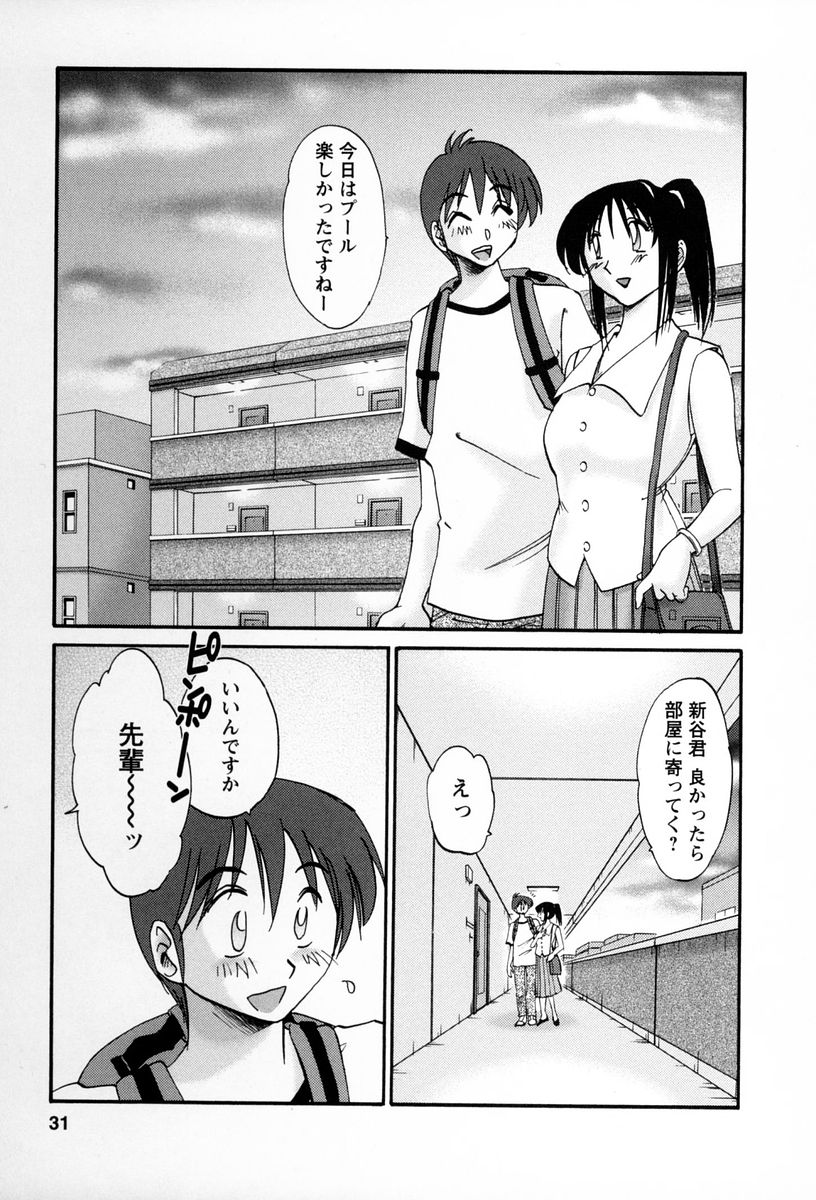 今日はプール
楽しかったですねー
新谷君 良かったら
部屋に寄ってく?
えっ
ピンポーン
いいんですか
先輩〜〜〜ッ
31